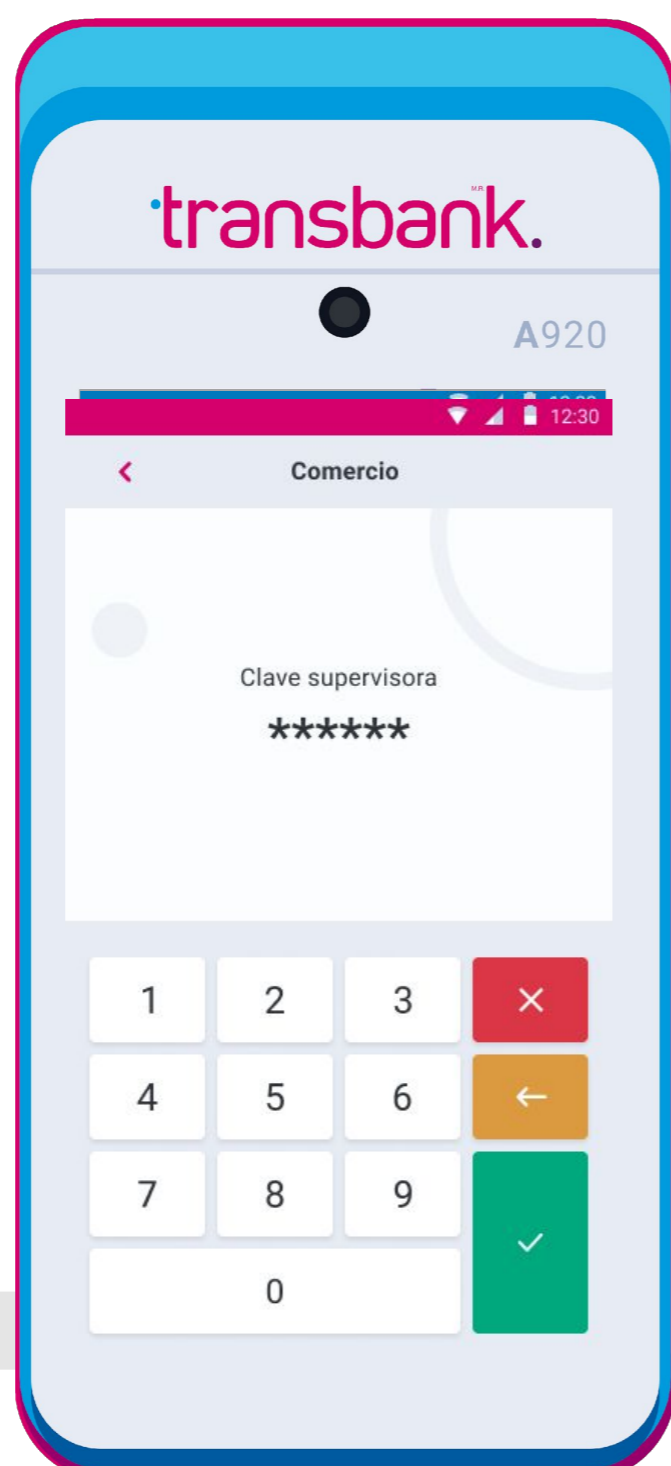 transbank.
M.R.
A920
12:30
Comercio
Clave supervisora
******
1 2 3
4 5 6
7 8 9
0